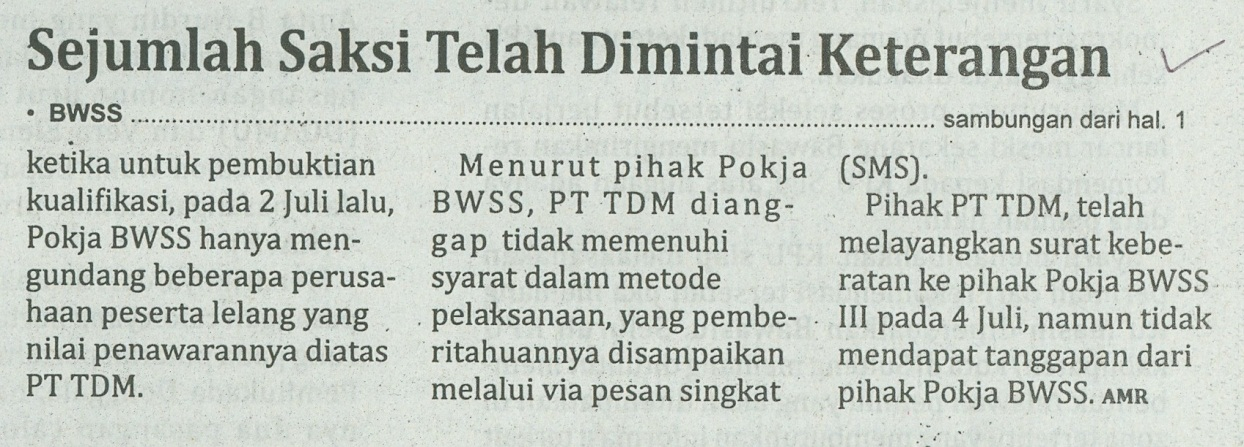 Sejumlah Saksi Telah Dimintai Keterangan
• BWSS ........................................................................................................ sambungan dari hal. 1
ketika untuk pembuktian
kualifikasi, pada 2 Juli lalu,
Pokja BWSS hanya men-
gundang beberapa perusa-
haan peserta lelang yang
nilai penawarannya diatas
PT TDM.
Menurut pihak Pokja
BWSS, PT TDM diang-
gap tidak memenuhi
syarat dalam metode
pelaksanaan, yang pembe-
ritahuannya disampaikan
melalui via pesan singkat
(SMS).
Pihak PT TDM, telah
melayangkan surat kebe-
ratan ke pihak Pokja BWSS
III pada 4 Juli, namun tidak
mendapat tanggapan dari
pihak Pokja BWSS. AMR